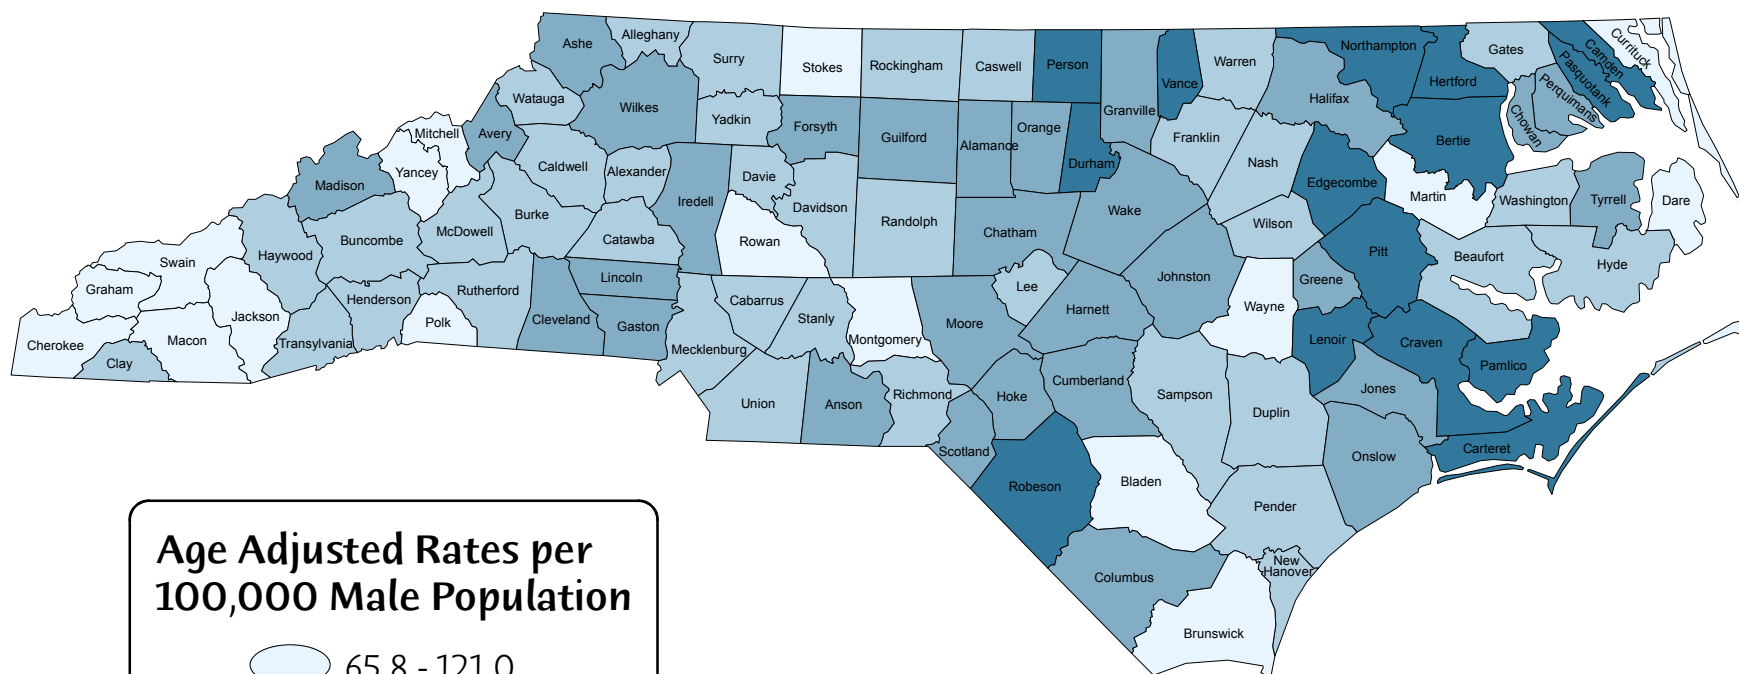 Ashe
Alleghany
Surry
Stokes
Rockingham
Caswell
Person
Vance
Warren
Northampton
Hertford
Gates
Camden
Currituck
Pasquotank
Perquimans
Chowan
Watauga
Wilkes
Yadkin
Forsyth
Guilford
Alamance
Orange
Durham
Granville
Franklin
Halifax
Bertie
Mitchell
Avery
Yancey
Madison
Caldwell
Alexander
Davie
Iredell
Davidson
Randolph
Chatham
Wake
Nash
Edgecombe
Martin
Washington
Tyrrell
Dare
Wilson
Pitt
Beaufort
Hyde
Buncombe
McDowell
Burke
Catawba
Rowan
Haywood
Swain
Graham
Jackson
Henderson
Rutherford
Lincoln
Cleveland
Gaston
Polk
Transylvania
Cherokee
Macon
Clay
Cabarrus
Stanly
Mecklenburg
Montgomery
Moore
Lee
Harnett
Johnston
Wayne
Greene
Lenoir
Craven
Pamlico
Jones
Union
Anson
Richmond
Hoke
Cumberland
Sampson
Duplin
Onslow
Carteret
Scotland
Robeson
Bladen
Pender
New
Hanover
Columbus
Brunswick
Age Adjusted Rates per
100,000 Male Population
65.8 - 121.0